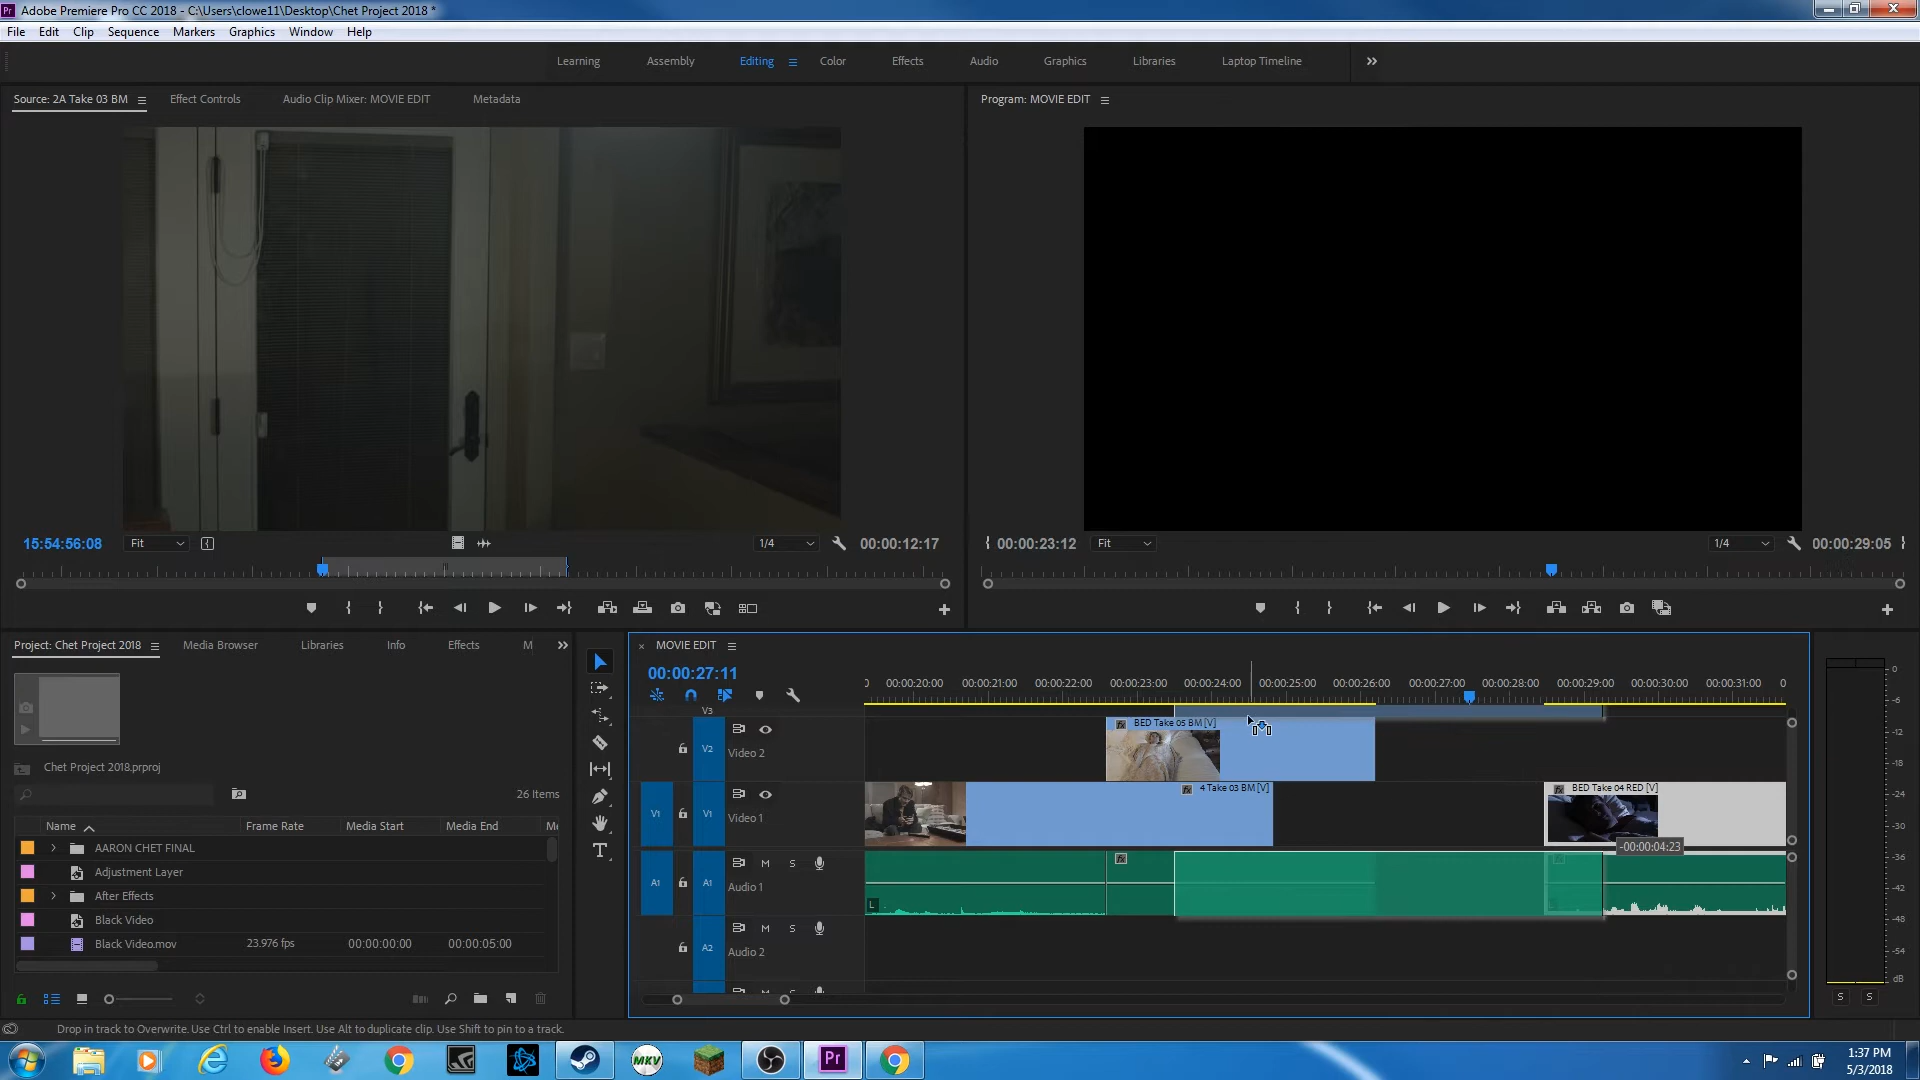 Adobe Premiere Pro CC 2018 - C:\Users\clowe11\Desktop\Chet Project 2018 *
File Edit Clip Sequence Markers Graphics Window Help
Learning Assembly Editing Color Effects Audio Graphics Libraries Laptop Timeline
Source: 2A Take 03 BM Effect Controls Audio Clip Mixer: MOVIE EDIT Metadata
Program: MOVIE EDIT
15:54:56:08 Fit 1/4 00:00:12:17
00:00:23:12 Fit 1/4 00:00:29:05
Project: Chet Project 2018 Media Browser Libraries Info Effects M
Chet Project 2018.prproj
26 Items
Name Frame Rate Media Start Media End Me
AARON CHET FINAL
Adjustment Layer
After Effects
Black Video
Black Video.mov 23.976 fps 00:00:00:00 00:00:05:00
MOVIE EDIT
00:00:27:11
0 00:00:20:00 00:00:21:00 00:00:22:00 00:00:23:00 00:00:24:00 00:00:25:00 00:00:26:00 00:00:27:00 00:00:28:00 00:00:29:00 00:00:30:00 00:00:31:00 0
V3
BED Take 05 BM [V]
V2 Video 2
4 Take 03 BM [V]
BED Take 04 RED [V]
V1 V1 Video 1
-00:00:04:23
M S
A1 A1 Audio 1
L
M S
A2 Audio 2
0
-6
-12
-18
-24
-30
-36
-42
-48
-54
dB
S S
Drop in track to Overwrite. Use Ctrl to enable Insert. Use Alt to duplicate clip. Use Shift to pin to a track.
MKV
Pr
1:37 PM
5/3/2018